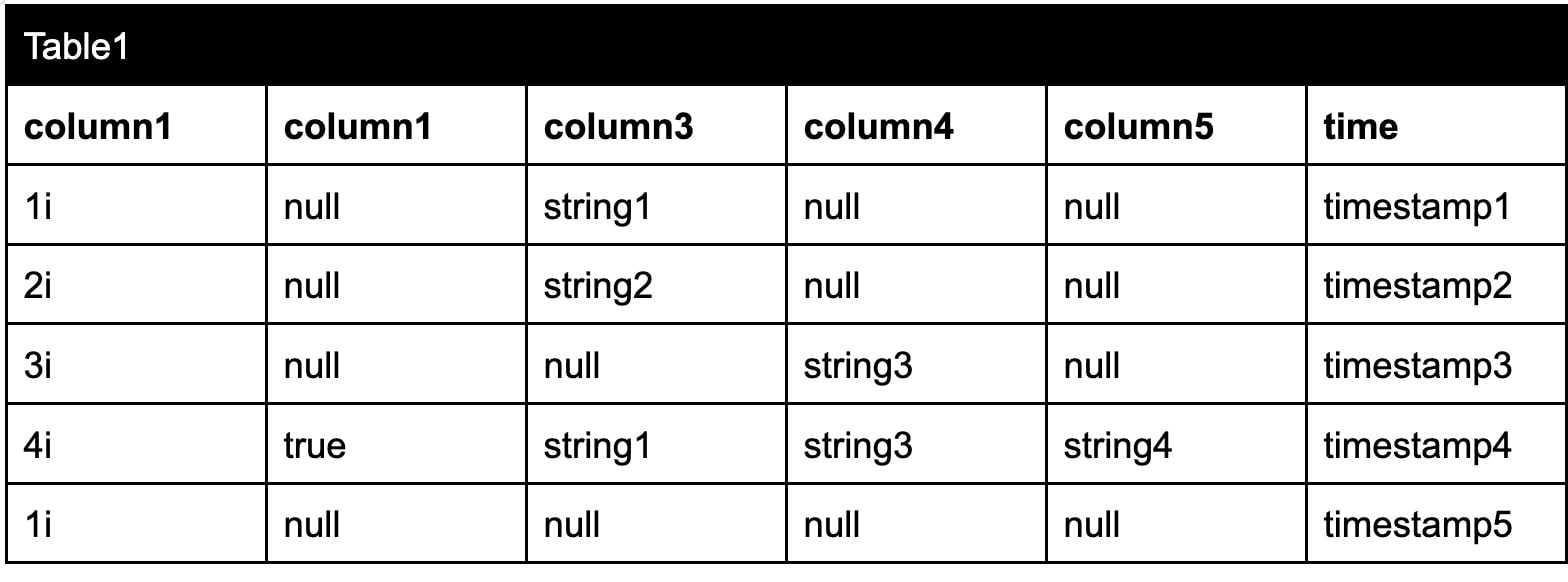 Table1
column1 column1 column3 column4 column5 time
1i null string1 null null timestamp1
2i null string2 null null timestamp2
3i null null string3 null timestamp3
4i true string1 string3 string4 timestamp4
1i null null null null timestamp5